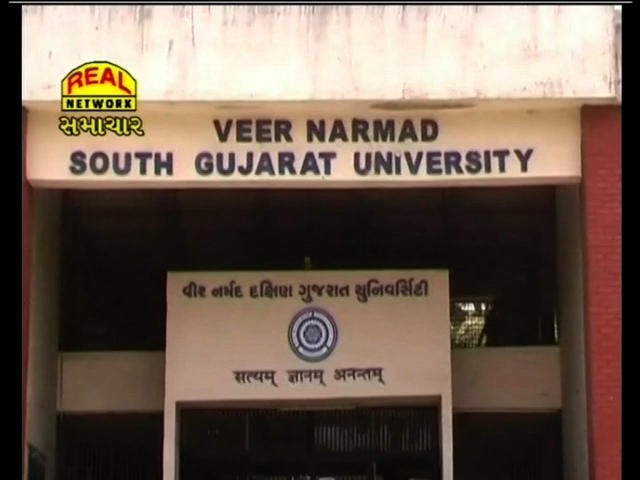 REAL
NETWORK
સમાચાર
VEER NARMAD
SOUTH GUJARAT UNIVERSITY
વીર નર્મદ દક્ષિણ ગુજરાત યુનિવર્સિટી
सत्यम् ज्ञानम् अनन्तम्